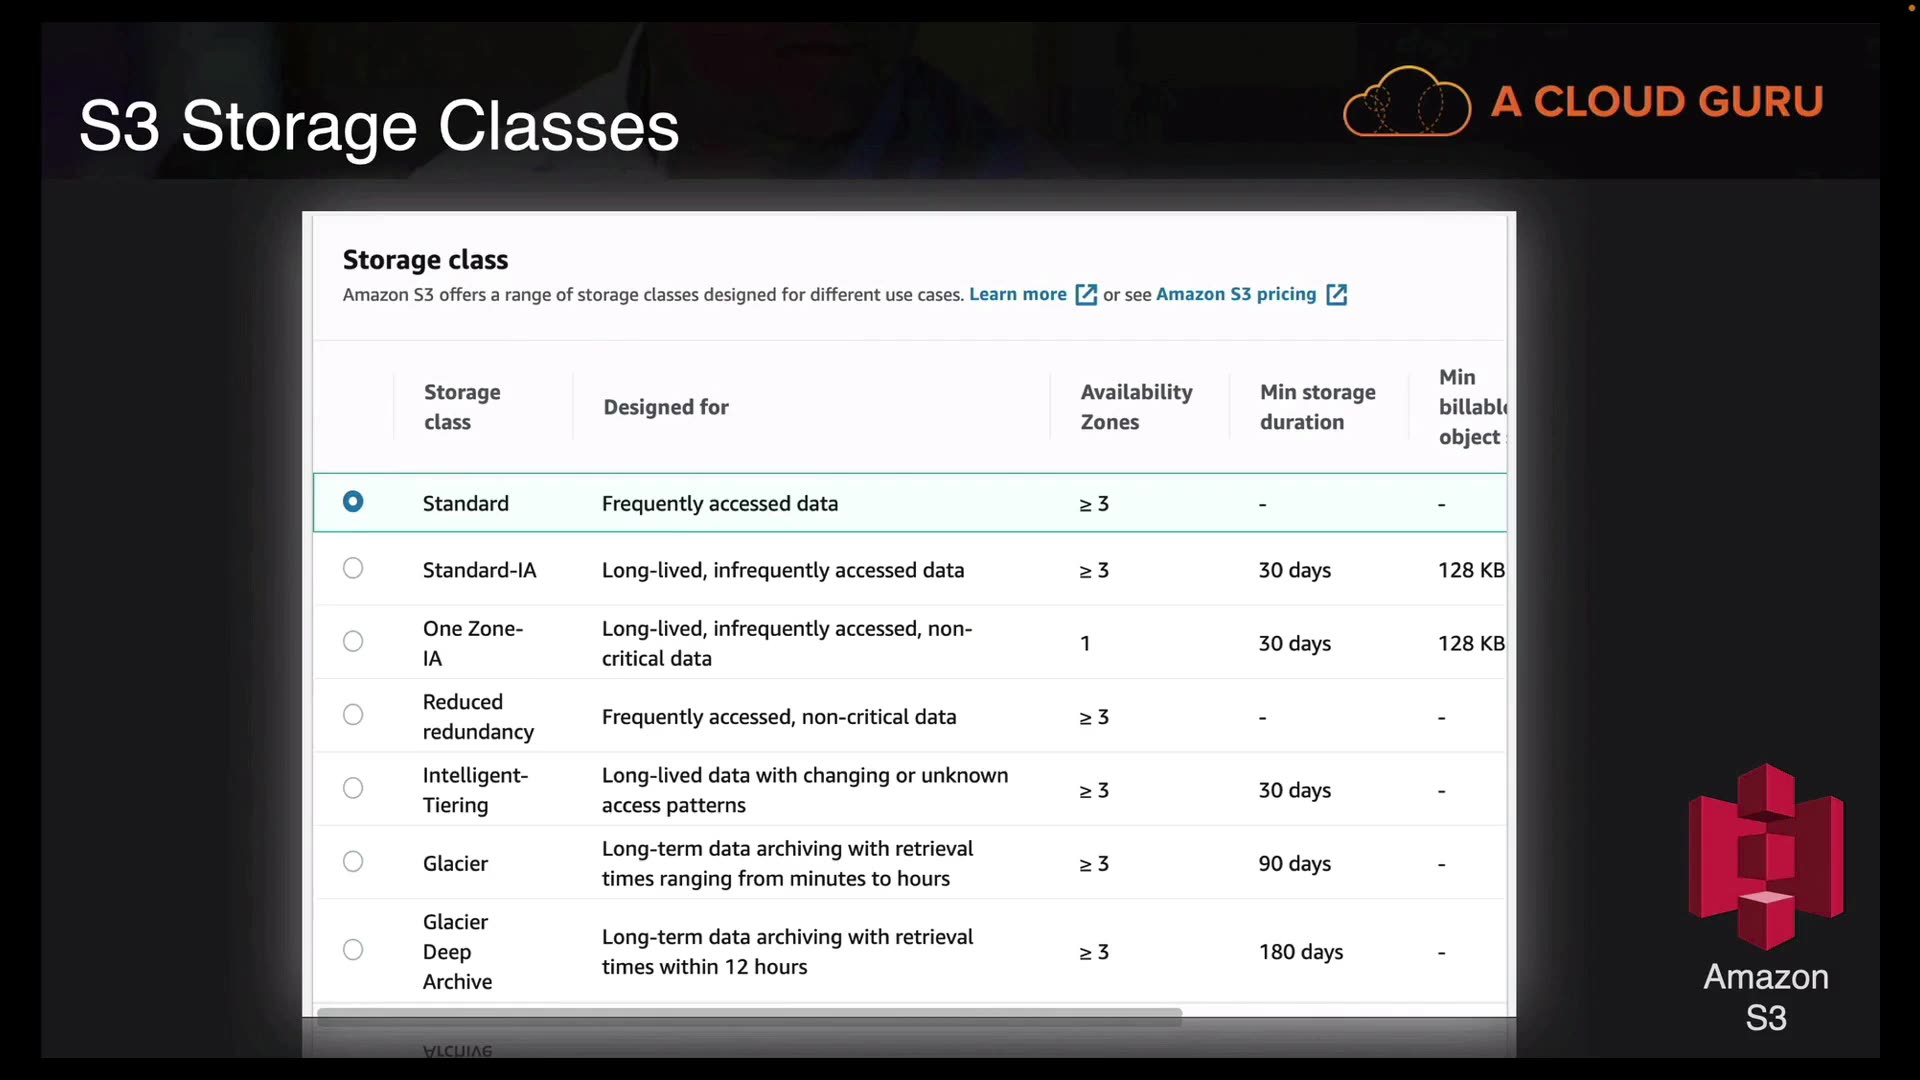 S3 Storage Classes
A CLOUD GURU
Storage class
Amazon S3 offers a range of storage classes designed for different use cases. Learn more or see Amazon S3 pricing
Storage class
Designed for
Availability Zones
Min storage duration
Min billable object
Standard
Frequently accessed data
≥ 3
-
-
Standard-IA
Long-lived, infrequently accessed data
≥ 3
30 days
128 KB
One Zone-
IA
Long-lived, infrequently accessed, non-
critical data
1
30 days
128 KB
Reduced
redundancy
Frequently accessed, non-critical data
≥ 3
-
-
Intelligent-
Tiering
Long-lived data with changing or unknown
access patterns
≥ 3
30 days
-
Glacier
Long-term data archiving with retrieval
times ranging from minutes to hours
≥ 3
90 days
-
Glacier
Deep
Archive
Long-term data archiving with retrieval
times within 12 hours
≥ 3
180 days
-
Amazon
S3